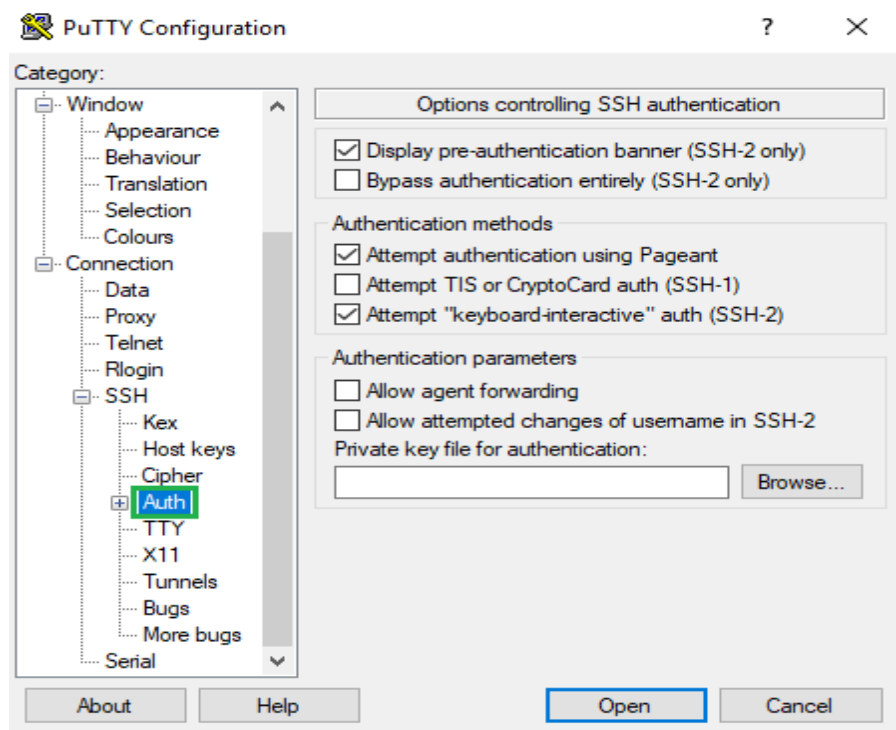 PuTTY Configuration
?
Category:
Window
Appearance
Behaviour
Translation
Selection
Colours
Connection
Data
Proxy
Telnet
Rlogin
SSH
Kex
Host keys
Cipher
Auth
TTY
X11
Tunnels
Bugs
More bugs
Serial
Options controlling SSH authentication
Display pre-authentication banner (SSH-2 only)
Bypass authentication entirely (SSH-2 only)
Authentication methods
Attempt authentication using Pageant
Attempt TIS or CryptoCard auth (SSH-1)
Attempt "keyboard-interactive" auth (SSH-2)
Authentication parameters
Allow agent forwarding
Allow attempted changes of username in SSH-2
Private key file for authentication:
Browse...
About
Help
Open
Cancel